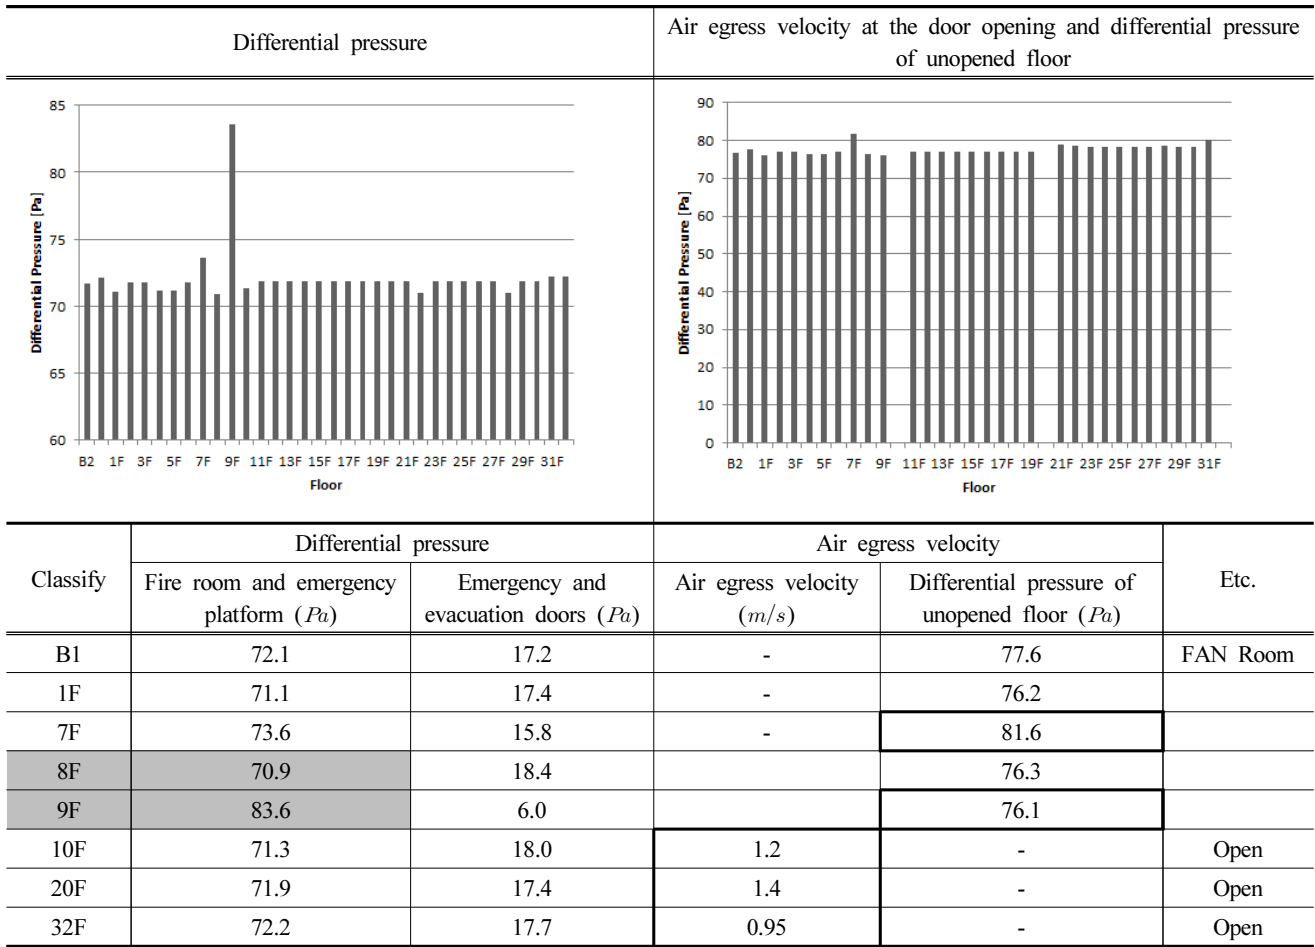 Differential pressure
Air egress velocity at the door opening and differential pressure
of unopened floor
85
80
75
70
65
60
Differential Pressure [Pa]
B2 1F 3F 5F 7F 9F 11F 13F 15F 17F 19F 21F 23F 25F 27F 29F 31F
Floor
90
80
70
60
50
40
30
20
10
0
Differential Pressure [Pa]
B2 1F 3F 5F 7F 9F 11F 13F 15F 17F 19F 21F 23F 25F 27F 29F 31F
Floor
Classify
Differential pressure
Air egress velocity
Etc.
Fire room and emergency
platform (Pa)
Emergency and
evacuation doors (Pa)
Air egress velocity
(m/s)
Differential pressure of
unopened floor (Pa)
B1 72.1 17.2 - 77.6 FAN Room
1F 71.1 17.4 - 76.2
7F 73.6 15.8 - 81.6
8F 70.9 18.4 76.3
9F 83.6 6.0 76.1
10F 71.3 18.0 1.2 - Open
20F 71.9 17.4 1.4 - Open
32F 72.2 17.7 0.95 - Open